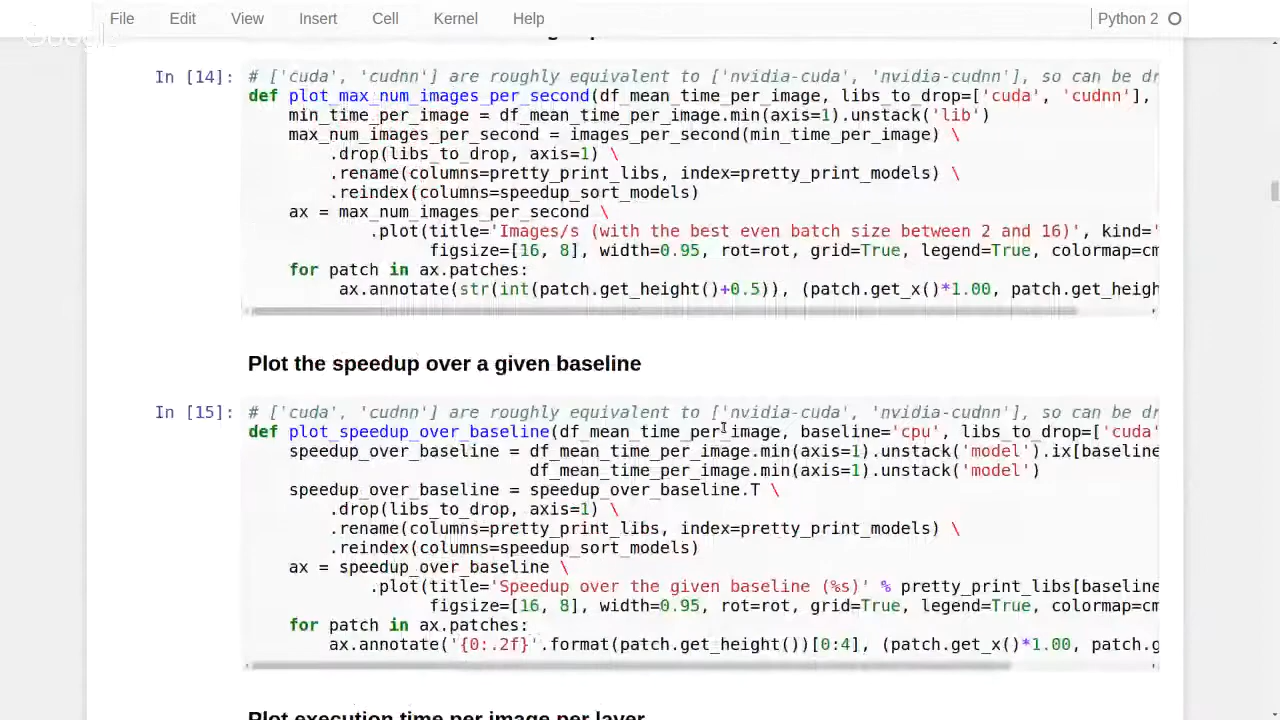 File Edit View Insert Cell Kernel Help Python 2
In [14]: # ['cuda', 'cudnn'] are roughly equivalent to ['nvidia-cuda', 'nvidia-cudnn'], so can be dr
def plot_max_num_images_per_second(df_mean_time_per_image, libs_to_drop=['cuda', 'cudnn'],
min_time_per_image = df_mean_time_per_image.min(axis=1).unstack('lib')
max_num_images_per_second = images_per_second(min_time_per_image) \
.drop(libs_to_drop, axis=1) \
.rename(columns=pretty_print_libs, index=pretty_print_models) \
.reindex(columns=speedup_sort_models)
ax = max_num_images_per_second \
.plot(title='Images/s (with the best even batch size between 2 and 16)', kind='
figsize=[16, 8], width=0.95, rot=rot, grid=True, legend=True, colormap=cm
for patch in ax.patches:
ax.annotate(str(int(patch.get_height()+0.5)), (patch.get_x()*1.00, patch.get_heigh
Plot the speedup over a given baseline
In [15]: # ['cuda', 'cudnn'] are roughly equivalent to ['nvidia-cuda', 'nvidia-cudnn'], so can be dr
def plot_speedup_over_baseline(df_mean_time_per_image, baseline='cpu', libs_to_drop=['cuda'
speedup_over_baseline = df_mean_time_per_image.min(axis=1).unstack('model').ix[baseline
df_mean_time_per_image.min(axis=1).unstack('model')
speedup_over_baseline = speedup_over_baseline.T \
.drop(libs_to_drop, axis=1) \
.rename(columns=pretty_print_libs, index=pretty_print_models) \
.reindex(columns=speedup_sort_models)
ax = speedup_over_baseline \
.plot(title='Speedup over the given baseline (%s)' % pretty_print_libs[baseline
figsize=[16, 8], width=0.95, rot=rot, grid=True, legend=True, colormap=cm
for patch in ax.patches:
ax.annotate('{0:.2f}'.format(patch.get_height())[0:4], (patch.get_x()*1.00, patch.g
Plot execution time per image per layer